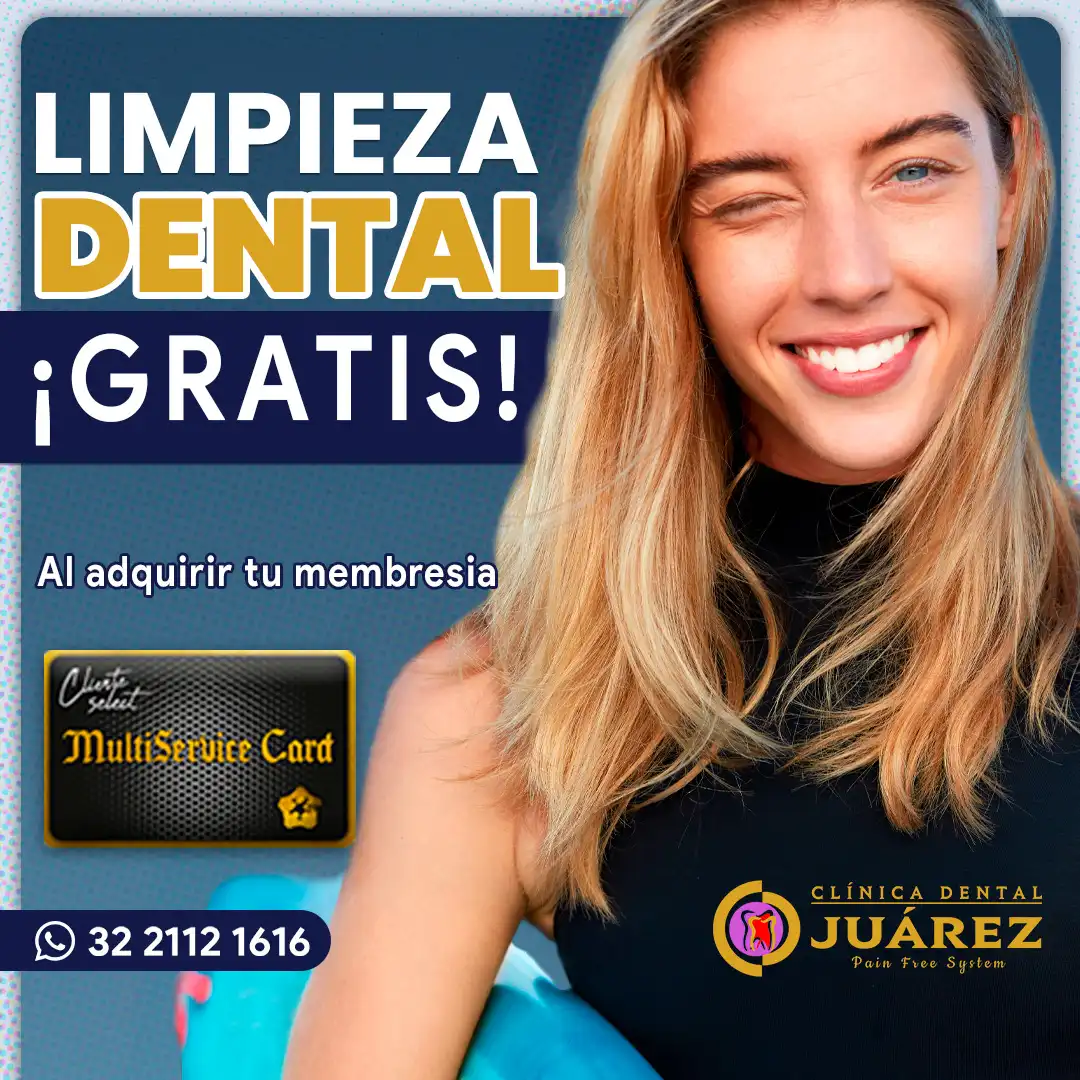 LIMPIEZA
DENTAL
¡GRATIS!
Al adquirir tu membresia
Cliente
select
MultiService Card
32 2112 1616
CLÍNICA DENTAL
JUÁREZ
Pain Free System